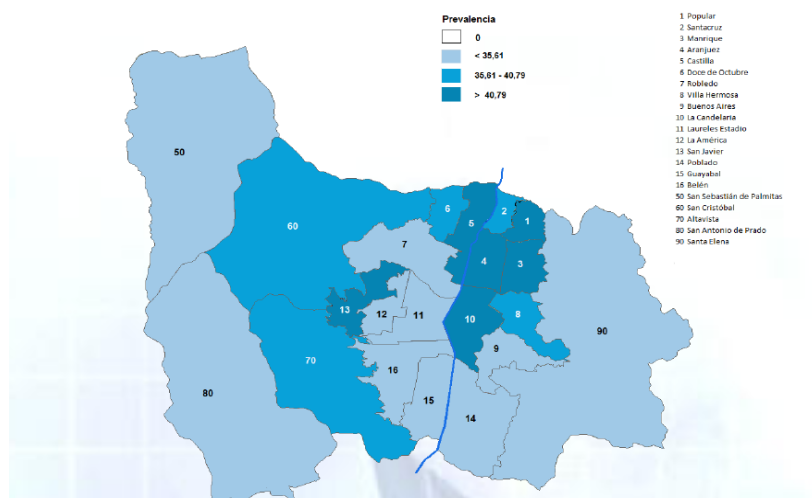 Prevalencia
0
< 35,61
35,61 - 40,79
> 40,79
1 Popular
2 Santacruz
3 Manrique
4 Aranjuez
5 Castilla
6 Doce de Octubre
7 Robledo
8 Villa Hermosa
9 Buenos Aires
10 La Candelaria
11 Laureles Estadio
12 La América
13 San Javier
14 Poblado
15 Guayabal
16 Belén
50 San Sebastián de Palmitas
60 San Cristóbal
70 Altavista
80 San Antonio de Prado
90 Santa Elena
50
60
6
5
2
1
7
4
3
13
12
11
10
8
9
90
70
16
80
15
14